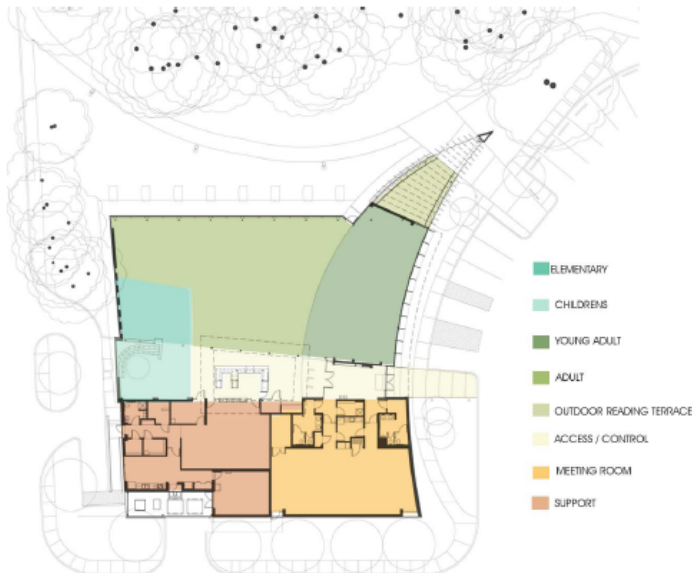 ELEMENTARY
CHILDRENS
YOUNG ADULT
ADULT
OUTDOOR READING TERRACE
ACCESS / CONTROL
MEETING ROOM
SUPPORT